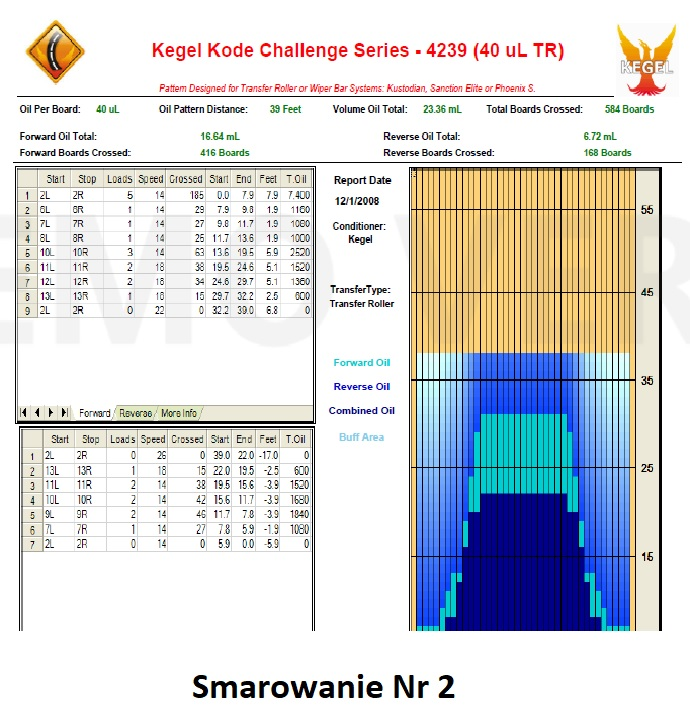 Kegel Kode Challenge Series - 4239 (40 uL TR)
KEGEL
Pattern Designed for Transfer Roller or Wiper Bar Systems: Kustodian, Sanction Elite or Phoenix S.
Oil Per Board: 40 uL Oil Pattern Distance: 39 Feet Volume Oil Total: 23.36 mL Total Boards Crossed: 584 Boards
Forward Oil Total: 16.64 mL Reverse Oil Total: 6.72 mL
Forward Boards Crossed: 416 Boards Reverse Boards Crossed: 168 Boards
Start Stop Loads Speed Crossed Start End Feet T.Oil
1 2L 2R 5 14 185 0.0 7.9 7.9 7,400
2 6L 6R 1 14 29 7.9 9.8 1.9 1160
3 7L 7R 1 14 27 9.8 11.7 1.9 1080
4 8L 8R 1 14 25 11.7 13.6 1.9 1000
5 10L 10R 3 14 63 13.6 19.5 5.9 2520
6 11L 11R 2 18 38 19.5 24.6 5.1 1520
7 12L 12R 2 18 34 24.6 29.7 5.1 1360
8 13L 13R 1 18 15 29.7 32.2 2.5 600
9 2L 2R 0 22 0 32.2 39.0 6.8 0
Forward Reverse More Info
Start Stop Loads Speed Crossed Start End Feet T.Oil
1 2L 2R 0 26 0 39.0 22.0 -17.0 0
2 13L 13R 1 18 15 22.0 19.5 -2.5 600
3 11L 11R 2 14 38 19.5 15.6 -3.9 1520
4 10L 10R 2 14 42 15.6 11.7 -3.9 1680
5 9L 9R 2 14 46 11.7 7.8 -3.9 1840
6 7L 7R 1 14 27 7.8 5.9 -1.9 1080
7 2L 2R 0 14 0 5.9 0.0 -5.9 0
Report Date
12/1/2008
Conditioner:
Kegel
TransferType:
Transfer Roller
Forward Oil
Reverse Oil
Combined Oil
Buff Area
55
45
35
25
15
Smarowanie Nr 2